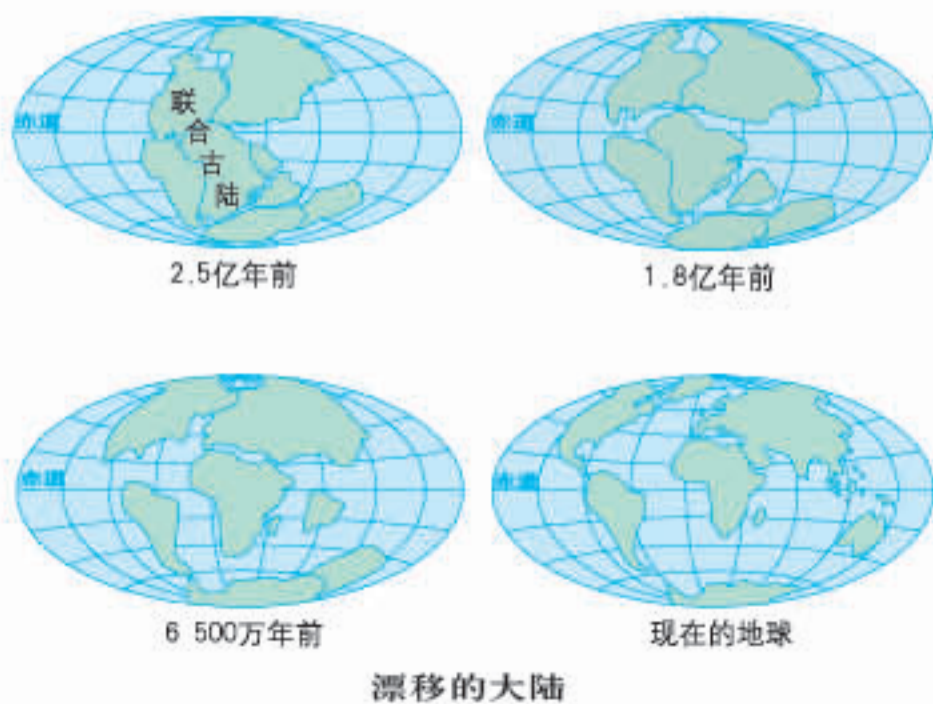 赤道
联
合
古
陆
2.5亿年前
赤道
1.8亿年前
赤道
6 500万年前
赤道
现在的地球
漂移的大陆